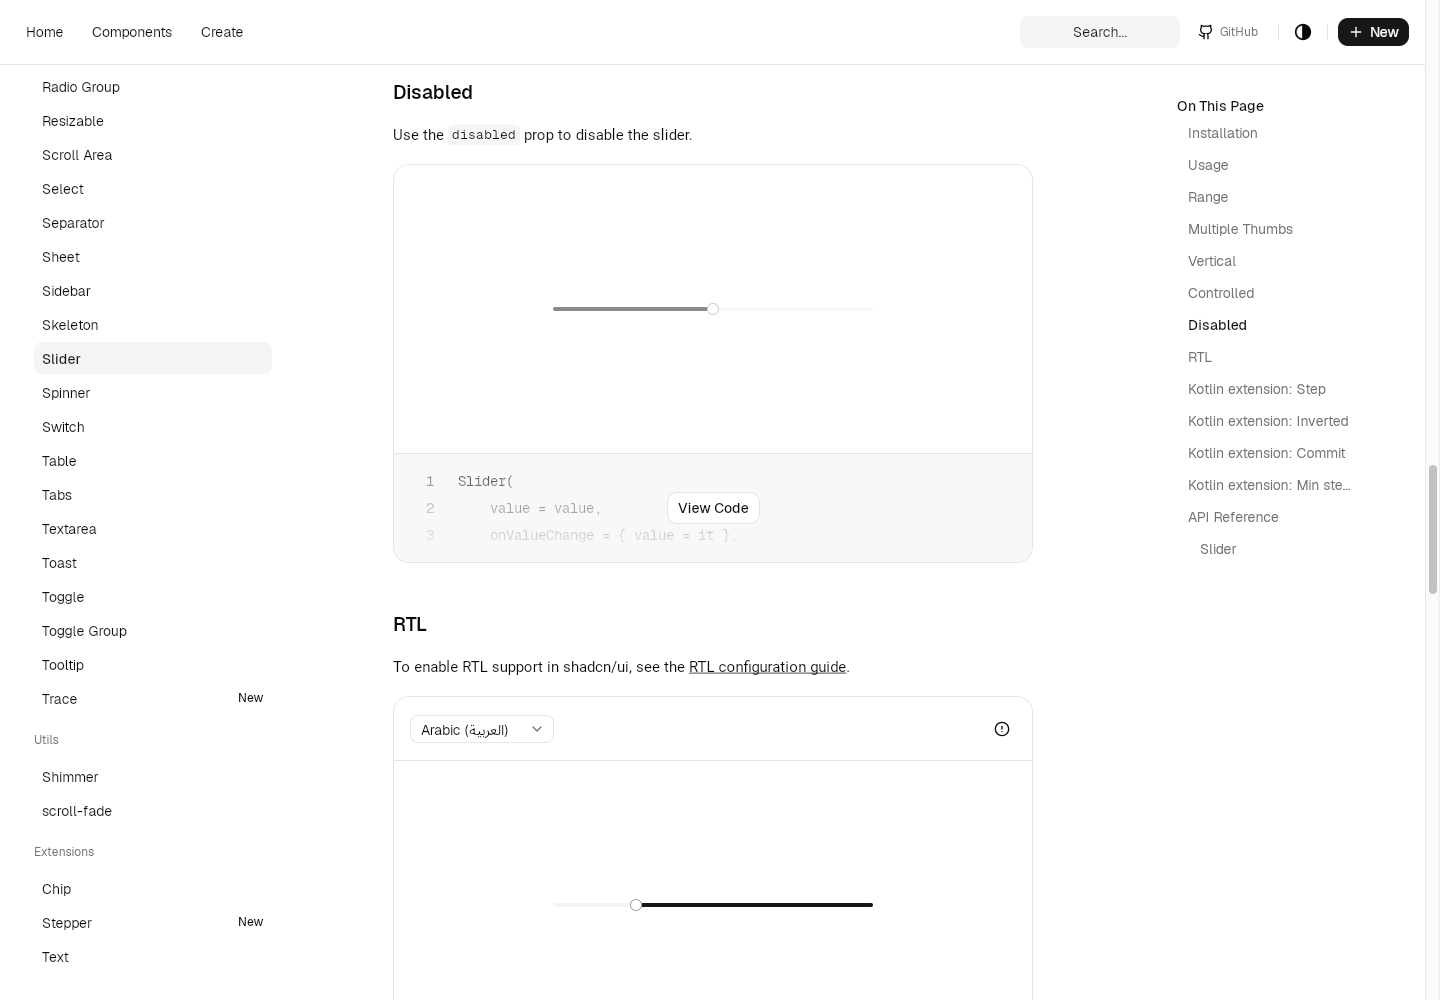 Home
Components
Create
Search...
GitHub
New
Radio Group
Resizable
Scroll Area
Select
Separator
Sheet
Sidebar
Skeleton
Slider
Spinner
Switch
Table
Tabs
Textarea
Toast
Toggle
Toggle Group
Tooltip
Trace New
Utils
Shimmer
scroll-fade
Extensions
Chip
Stepper New
Text
Disabled
Use the disabled prop to disable the slider.
1 Slider(
2 value = value,
View Code
3 onValueChange = { value = it },
RTL
To enable RTL support in shadcn/ui, see the RTL configuration guide.
Arabic (العربية)
On This Page
Installation
Usage
Range
Multiple Thumbs
Vertical
Controlled
Disabled
RTL
Kotlin extension: Step
Kotlin extension: Inverted
Kotlin extension: Commit
Kotlin extension: Min ste…
API Reference
Slider